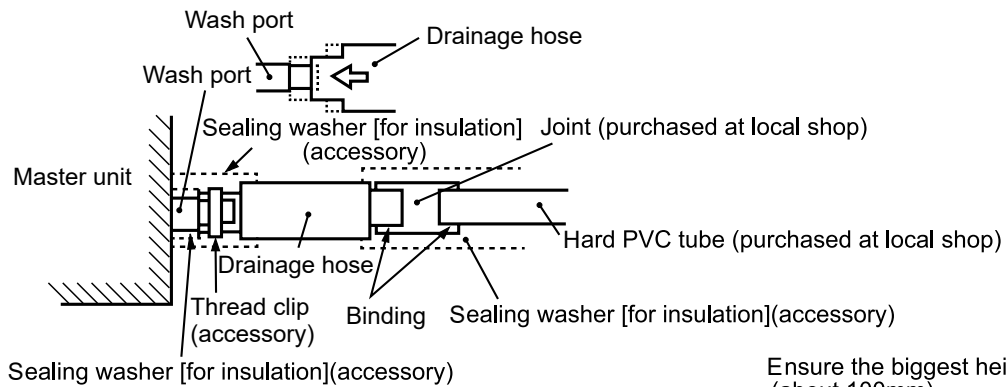 Wash port
Drainage hose
Wash port
Sealing washer [for insulation]
(accessory)
Joint (purchased at local shop)
Master unit
Hard PVC tube (purchased at local shop)
Drainage hose
Thread clip
(accessory)
Binding
Sealing washer [for insulation](accessory)
Sealing washer [for insulation](accessory)
Ensure the biggest hei
(about 100mm)